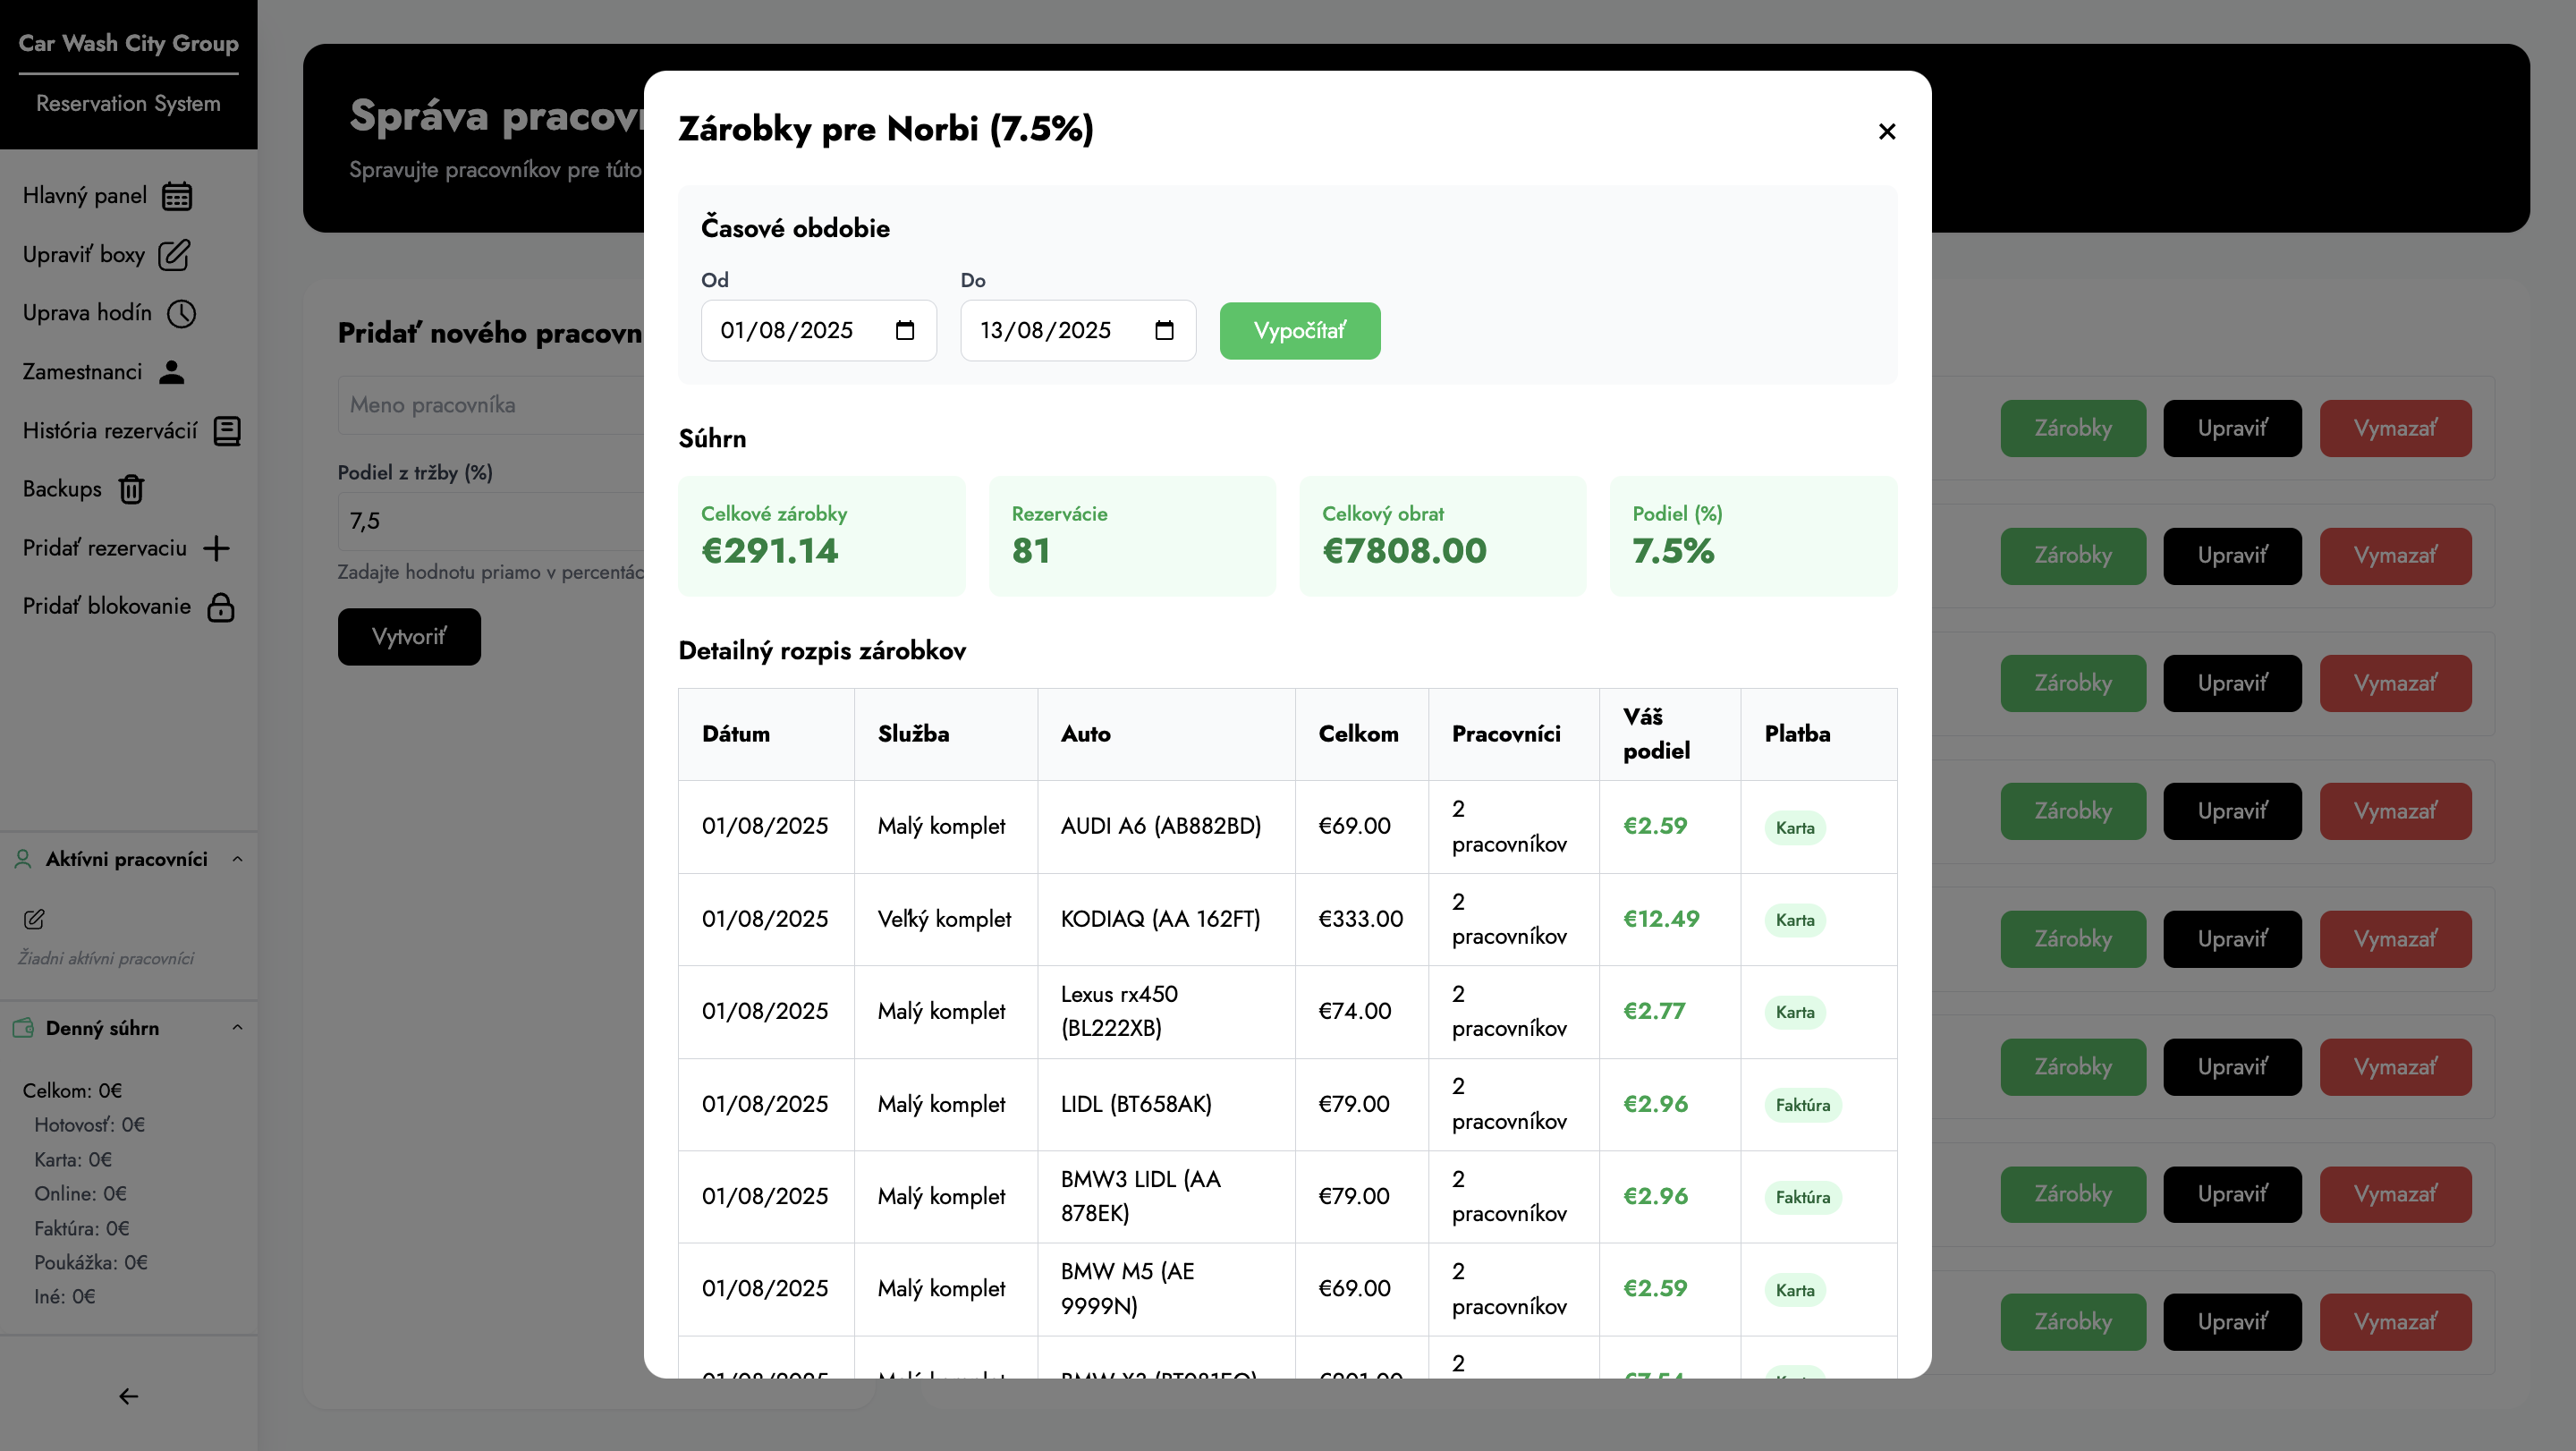 Car Wash City Group
Reservation System
Hlavný panel
Upraviť boxy
Uprava hodín
Zamestnanci
História rezervácií
Backups
Pridať rezervaciu
Pridať blokovanie
Aktívni pracovníci
Žiadni aktívni pracovníci
Denný súhrn
Celkom: 0€
Hotovosť: 0€
Karta: 0€
Online: 0€
Faktúra: 0€
Poukážka: 0€
Iné: 0€
Správa pracovn
Spravujte pracovníkov pre túto
Pridať nového pracovn
Meno pracovníka
Podiel z tržby (%)
7,5
Zadajte hodnotu priamo v percentác
Vytvoriť
Zárobky pre Norbi (7.5%)
Časové obdobie
Od Do
01/08/2025 13/08/2025 Vypočítať
Súhrn
Celkové zárobky Rezervácie Celkový obrat Podiel (%)
€291.14 81 €7808.00 7.5%
Detailný rozpis zárobkov
Dátum Služba Auto Celkom Pracovníci Váš podiel Platba
01/08/2025 Malý komplet AUDI A6 (AB882BD) €69.00 2 pracovníkov €2.59 Karta
01/08/2025 Veľký komplet KODIAQ (AA 162FT) €333.00 2 pracovníkov €12.49 Karta
01/08/2025 Malý komplet Lexus rx450 (BL222XB) €74.00 2 pracovníkov €2.77 Karta
01/08/2025 Malý komplet LIDL (BT658AK) €79.00 2 pracovníkov €2.96 Faktúra
01/08/2025 Malý komplet BMW3 LIDL (AA 878EK) €79.00 2 pracovníkov €2.96 Faktúra
01/08/2025 Malý komplet BMW M5 (AE 9999N) €69.00 2 pracovníkov €2.59 Karta
01/08/2025 Malý komplet 2
Zárobky Upraviť Vymazať
Zárobky Upraviť Vymazať
Zárobky Upraviť Vymazať
Zárobky Upraviť Vymazať
Zárobky Upraviť Vymazať
Zárobky Upraviť Vymazať
Zárobky Upraviť Vymazať
Zárobky Upraviť Vymazať